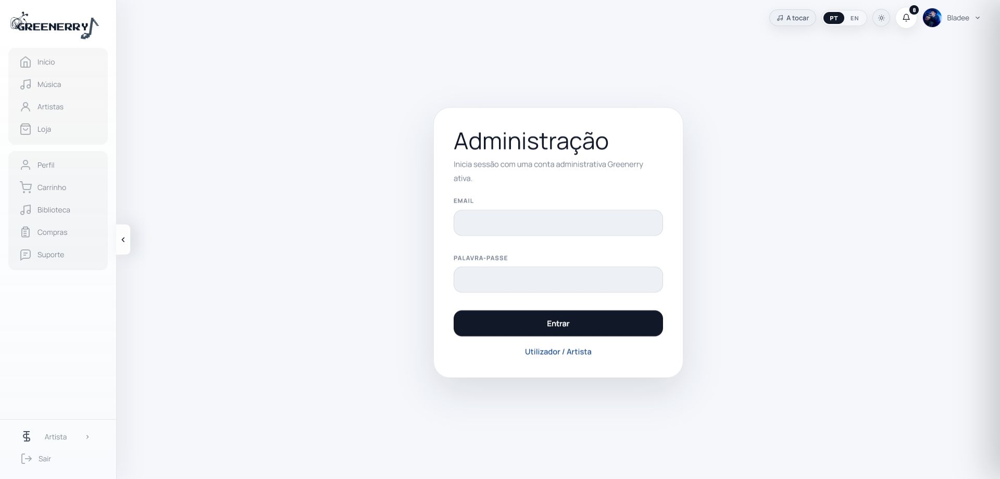 GREENERRY
Início
Música
Artistas
Loja
Perfil
Carrinho
Biblioteca
Compras
Suporte
Artista
Sair
A tocar
PT EN
8
Bladee
Administração
Inicia sessão com uma conta administrativa Greenerry
ativa.
EMAIL
PALAVRA-PASSE
Entrar
Utilizador / Artista